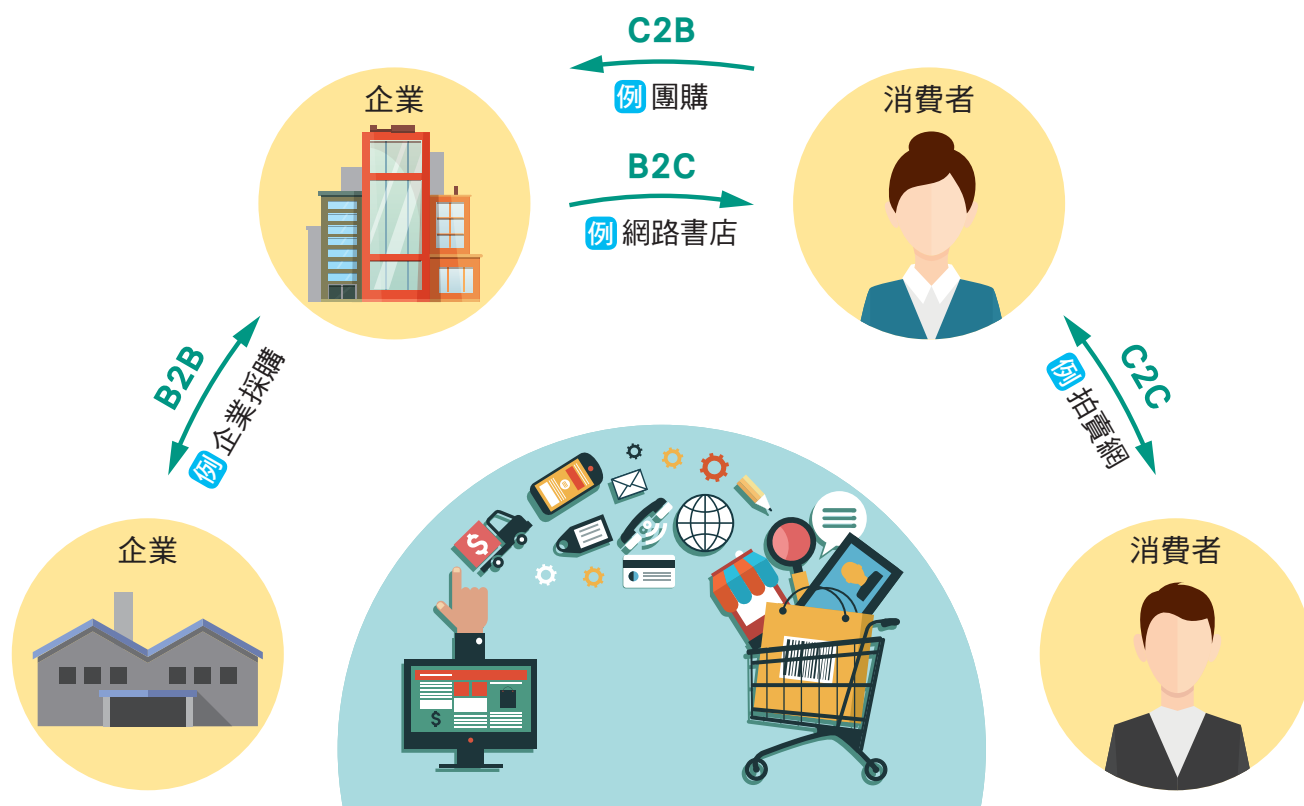 C2B
例 團購
企業
消費者
B2C
例 網路書店
B2B
例 企業採購
C2C
例 拍賣網
企業
消費者
$
$